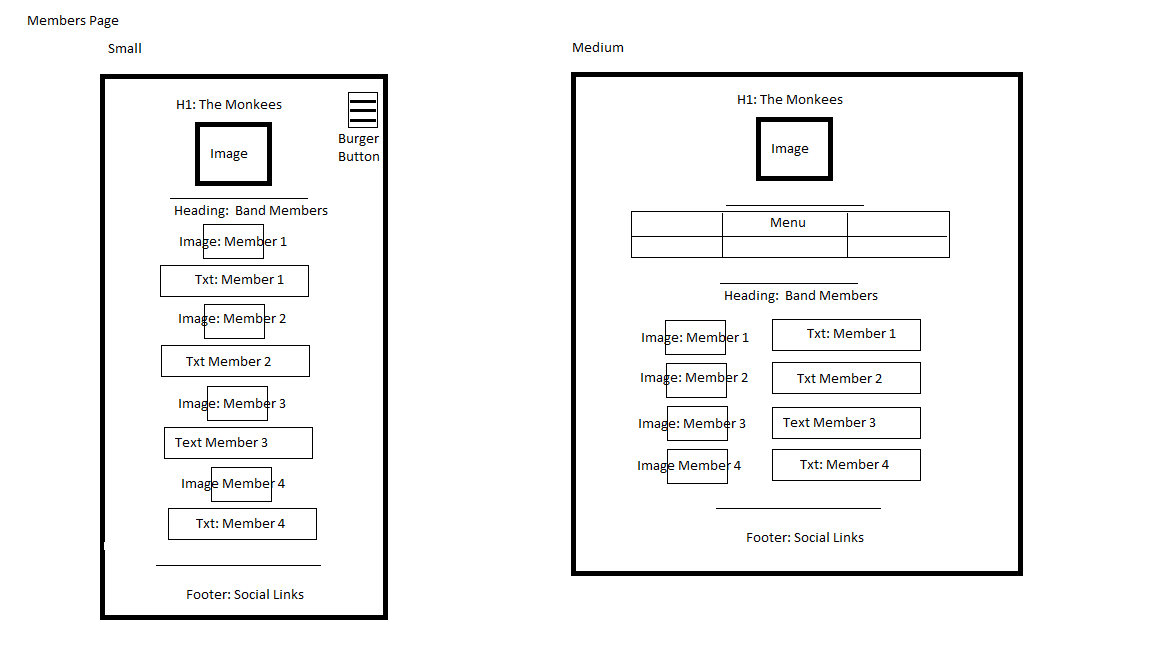 Members Page
Small
H1: The Monkees
Image
Burger
Button
Heading:  Band Members
Image: Member 1
Txt: Member 1
Image: Member 2
Txt Member 2
Image: Member 3
Text Member 3
Image Member 4
Txt: Member 4
Footer: Social Links
Medium
H1: The Monkees
Image
Menu
Heading:  Band Members
Image: Member 1
Txt: Member 1
Image: Member 2
Txt Member 2
Image: Member 3
Text Member 3
Image Member 4
Txt: Member 4
Footer: Social Links